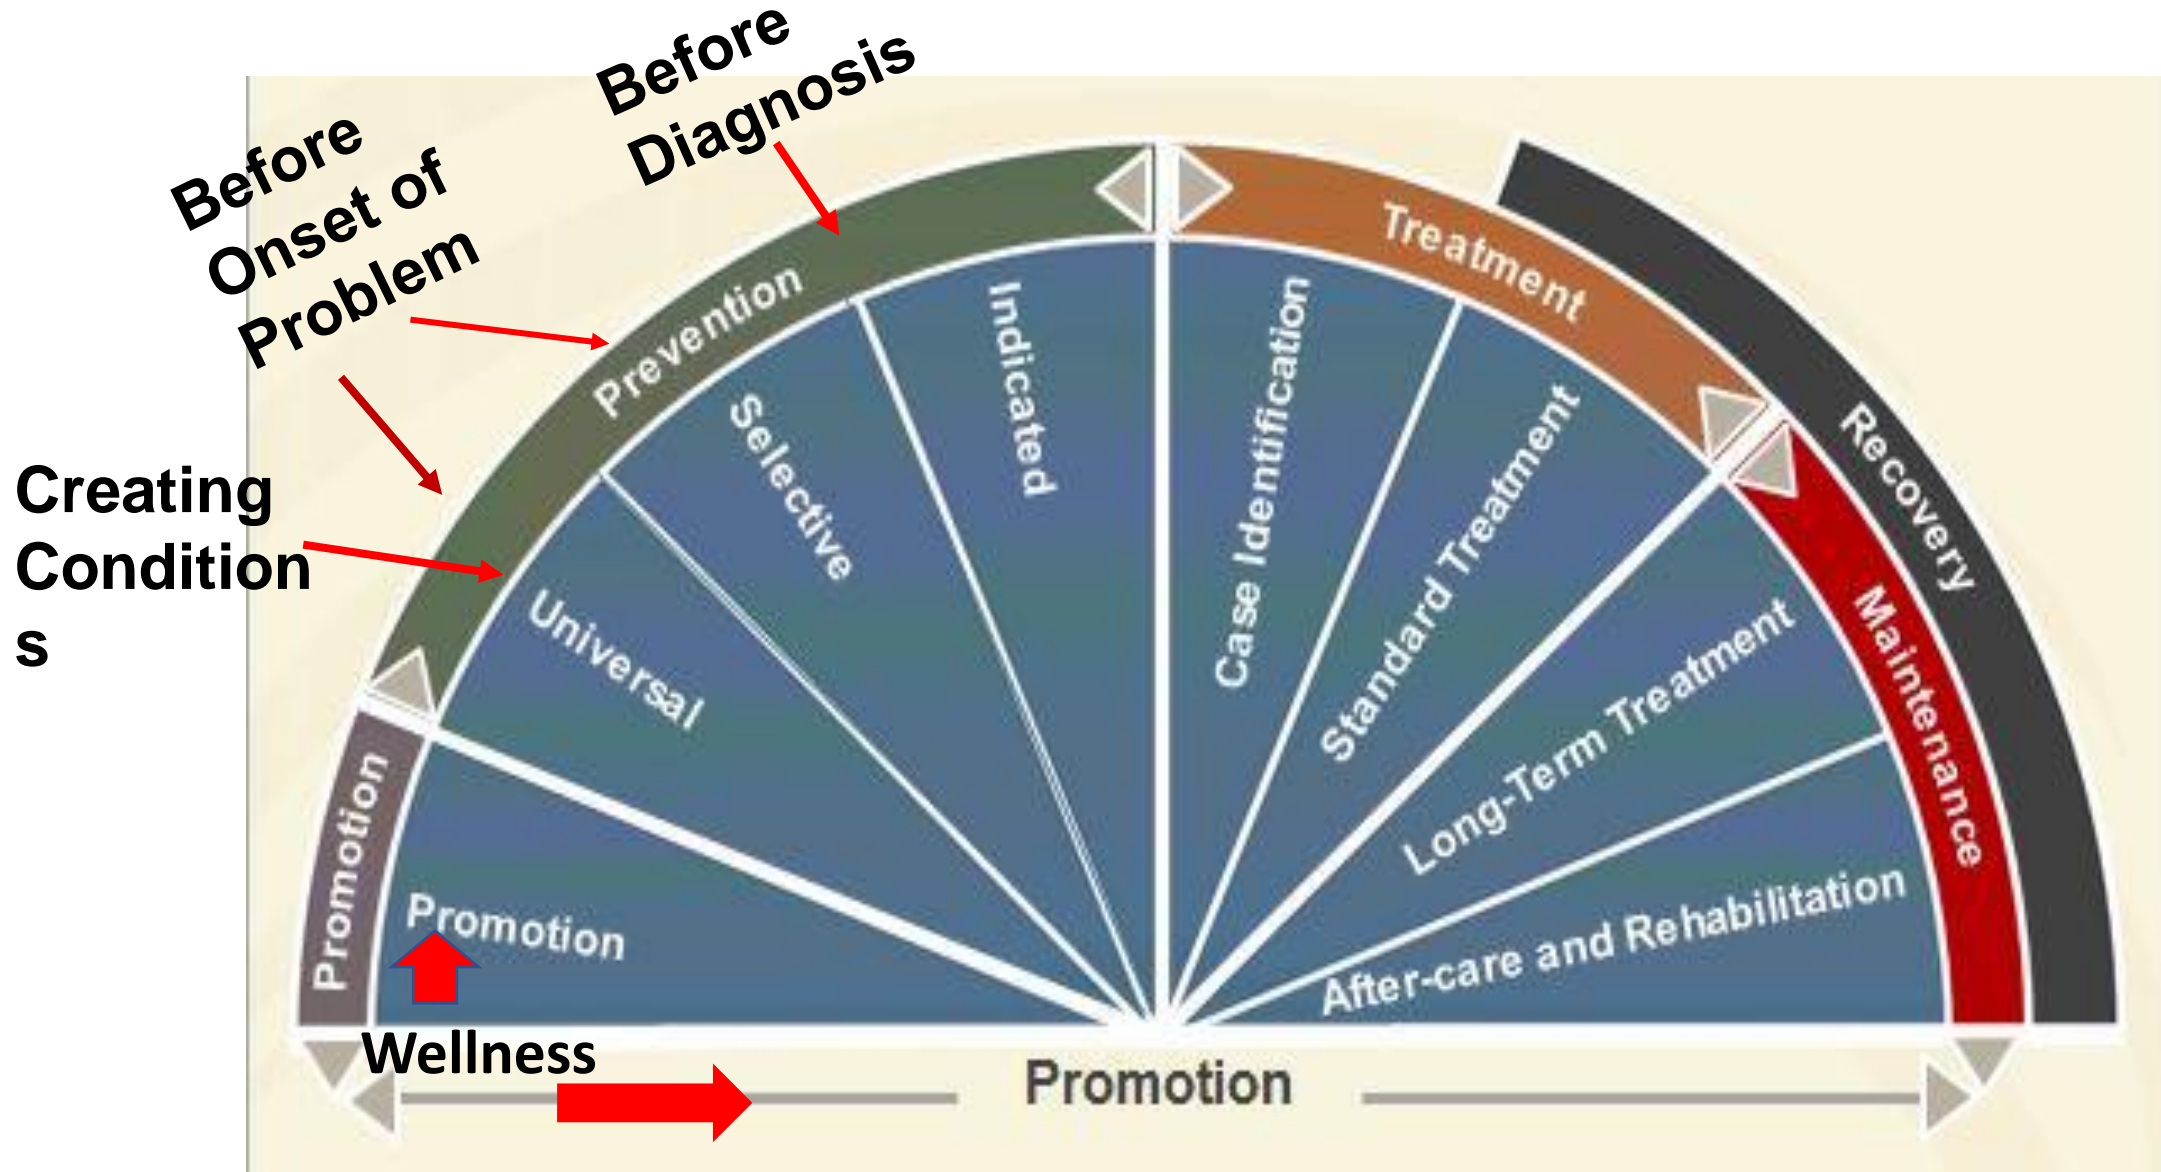 Before
Diagnosis
Before
Onset of
Problem
Creating
Condition
s
Prevention
Treatment
Recovery
Maintenance
Promotion
Promotion
Universal
Selective
Indicated
Case Identification
Standard Treatment
Long-Term Treatment
After-care and Rehabilitation
Wellness
Promotion